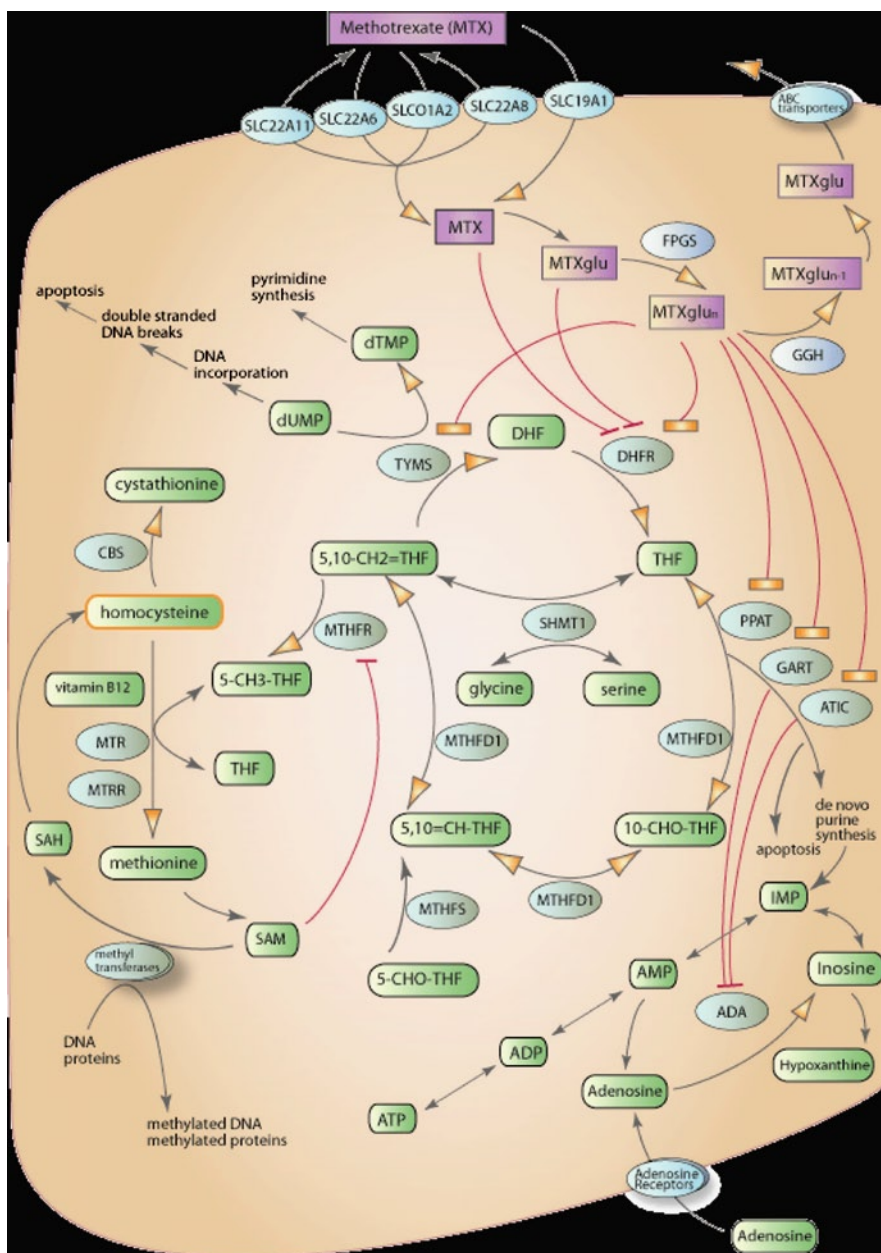 Methotrexate (MTX)
SLC22A11
SLC22A6
SLCO1A2
SLC22A8
SLC19A1
ABC
transporters
MTXglu
MTX
MTXglu
FPGS
MTXglun-1
MTXglun
GGH
pyrimidine
synthesis
apoptosis
double stranded
DNA breaks
DNA
incorporation
dTMP
dUMP
DHF
TYMS
DHFR
cystathionine
CBS
5,10-CH2=THF
THF
homocysteine
MTHFR
SHMT1
PPAT
vitamin B12
5-CH3-THF
glycine
serine
GART
ATIC
MTR
THF
MTHFD1
MTHFD1
MTRR
SAH
methionine
5,10=CH-THF
10-CHO-THF
de novo
purine
synthesis
apoptosis
MTHFS
MTHFD1
IMP
SAM
methyl
transferases
5-CHO-THF
AMP
Inosine
ADA
DNA
proteins
ADP
Hypoxanthine
Adenosine
ATP
methylated DNA
methylated proteins
Adenosine
Receptors
Adenosine